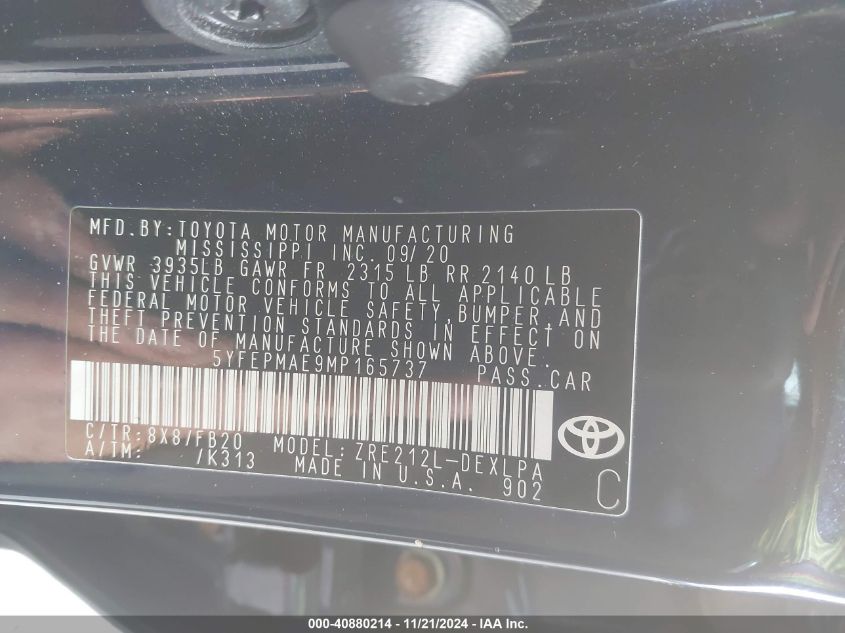 MFD.BY:TOYOTA MOTOR MANUFACTURING
MISSISSIPPI INC. 09/20
GVWR 3935LB GAWR FR 2315 LB RR 2140 LB
THIS VEHICLE CONFORMS TO ALL APPLICABLE
FEDERAL MOTOR VEHICLE SAFETY, BUMPER, AND
THEFT PREVENTION STANDARDS IN EFFECT ON
THE DATE OF MANUFACTURE SHOWN ABOVE.
5YFEPMAE9MP165737 PASS.CAR
C/TR:8X8/FB20 MODEL:ZRE212L-DEXLPA
A/TM: /K313 MADE IN U.S.A. 902
C
000-40880214 - 11/21/2024 - IAA Inc.